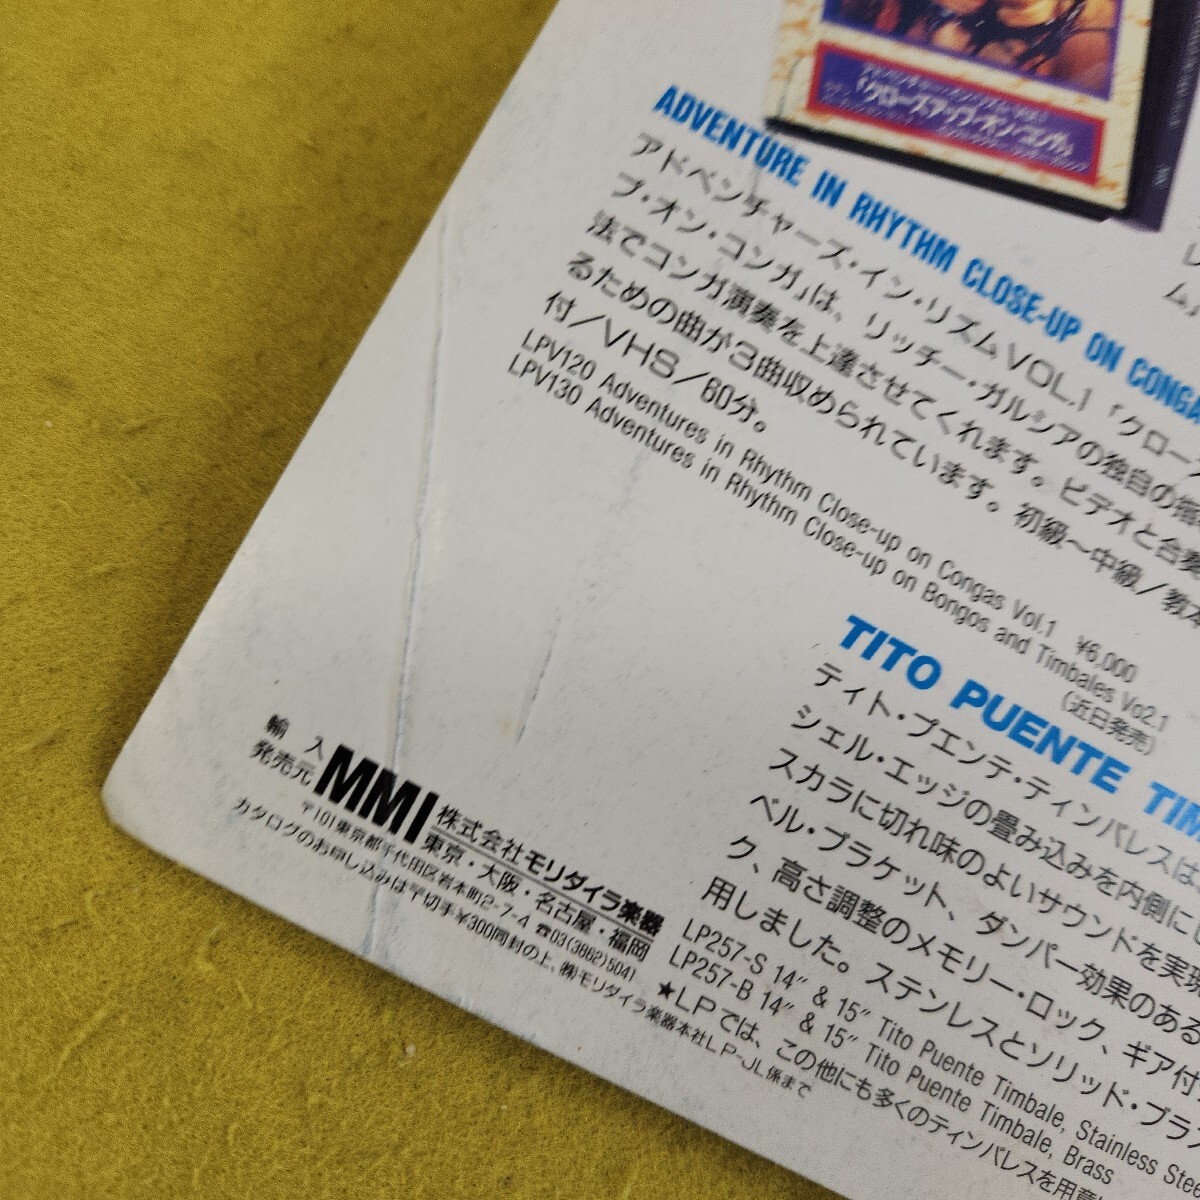 「クローズアップ・オン・コンガ」
ADVENTURE IN RHYTHM CLOSE-UP ON CONGA
アドベンチャーズ・イン・リズムVOL.1「クローズ
プ・オン・コンガ」は、リッチー・ガルシアの独自の
法でコンガ演奏を上達させてくれます。ビデオと合奏
るための曲が3曲収められています。初級〜中級/教本
付/VHS/60分。
LPV120 Adventures in Rhythm Close-up on Congas Vol.1 ¥6,000
LPV130 Adventures in Rhythm Close-up on Bongos and Timbales Vo2.1
(近日発売)
TITO PUENTE TIM
ティト・プエンテ・ティンバレスは
シェル・エッジの畳み込みを内側に
スカラに切れ味のよいサウンドを実現
ベル・ブラケット、ダンパー効果のある
ク、高さ調整のメモリー・ロック、ギア付
用しました。ステンレスとソリッド・ブラ
LP257-S 14" & 15" Tito Puente Timbale, Stainless Stee
LP257-B 14" & 15" Tito Puente Timbale, Brass
★LPでは、この他にも多くのティンバレスを用意
輸入
発売元
MMI
株式会社モリダイラ楽器
東京・大阪・名古屋・福岡
〒101東京都千代田区岩本町2-7-4 ☎03(3862)5041
カタログのお申し込みは〒切手¥300同封の上、㈱モリダイラ楽器本社LP-JL係まで